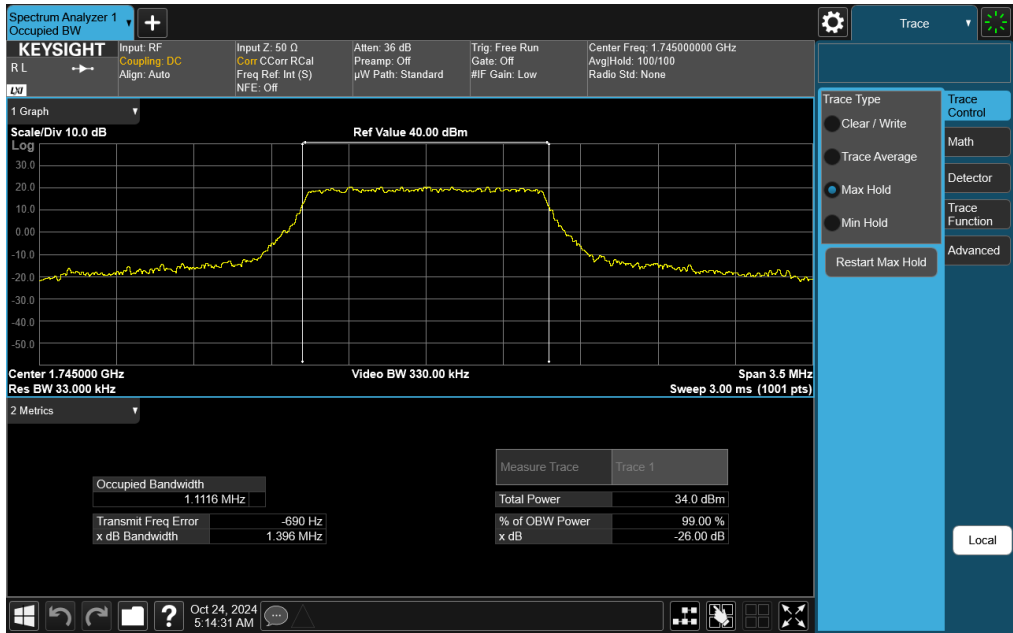 Spectrum Analyzer 1
Occupied BW
Trace
KEYSIGHT
R L
LXI
Input: RF
Coupling: DC
Align: Auto
Input Z: 50 Ω
Corr CCorr RCal
Freq Ref: Int (S)
NFE: Off
Atten: 36 dB
Preamp: Off
µW Path: Standard
Trig: Free Run
Gate: Off
#IF Gain: Low
Center Freq: 1.745000000 GHz
Avg|Hold: 100/100
Radio Std: None
1 Graph
Scale/Div 10.0 dB
Ref Value 40.00 dBm
Log
30.0
20.0
10.0
0.00
-10.0
-20.0
-30.0
-40.0
-50.0
Center 1.745000 GHz
Video BW 330.00 kHz
Span 3.5 MHz
Res BW 33.000 kHz
Sweep 3.00 ms (1001 pts)
2 Metrics
Occupied Bandwidth
1.1116 MHz
Transmit Freq Error -690 Hz
x dB Bandwidth 1.396 MHz
Measure Trace Trace 1
Total Power 34.0 dBm
% of OBW Power 99.00 %
x dB -26.00 dB
Trace Type
Clear / Write
Trace Average
Max Hold
Min Hold
Restart Max Hold
Trace
Control
Math
Detector
Trace
Function
Advanced
Local
?
Oct 24, 2024
5:14:31 AM